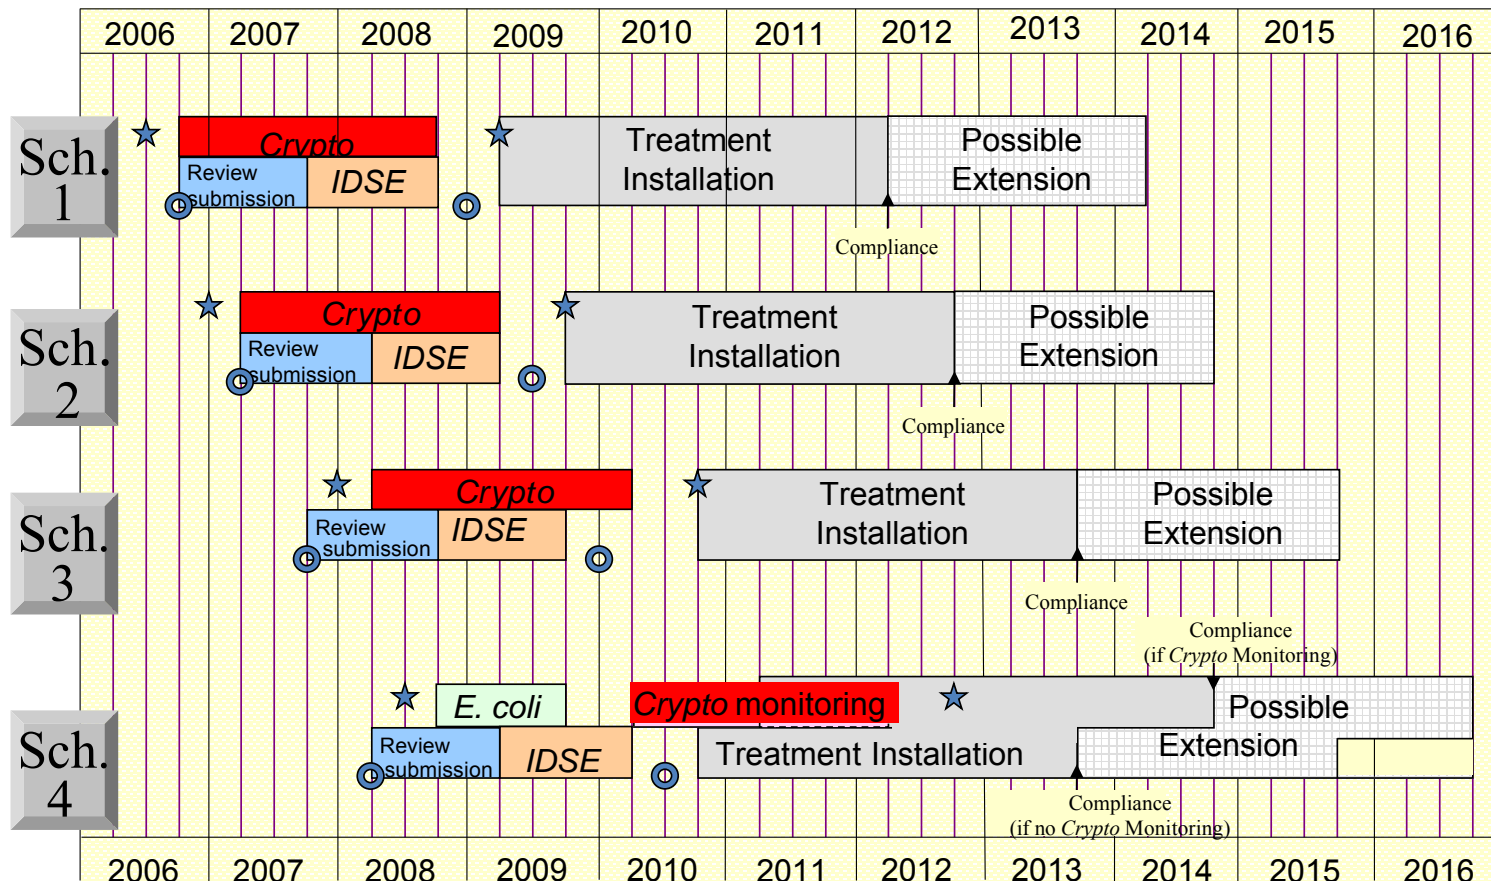 2006 2007 2008 2009 2010 2011 2012 2013 2014 2015 2016
Sch.
1
Crypto
Review
submission
IDSE
Treatment
Installation
Possible
Extension
Compliance
Sch.
2
Crypto
Review
submission
IDSE
Treatment
Installation
Possible
Extension
Compliance
Sch.
3
Crypto
Review
submission
IDSE
Treatment
Installation
Possible
Extension
Compliance
Compliance
(if Crypto Monitoring)
Sch.
4
E. coli
Crypto monitoring
Review
submission
IDSE
Treatment Installation
Possible
Extension
Compliance
(if no Crypto Monitoring)
2006 2007 2008 2009 2010 2011 2012 2013 2014 2015 2016